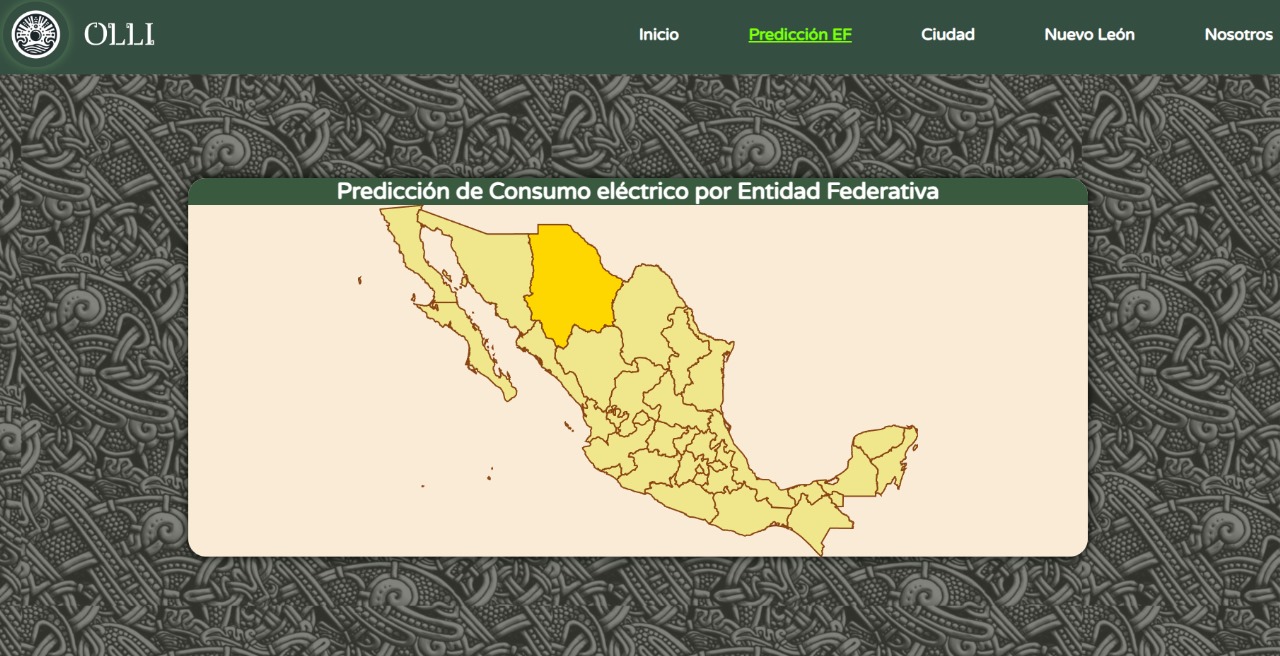 OLLI
Inicio Predicción EF Ciudad Nuevo León Nosotros
Predicción de Consumo eléctrico por Entidad Federativa